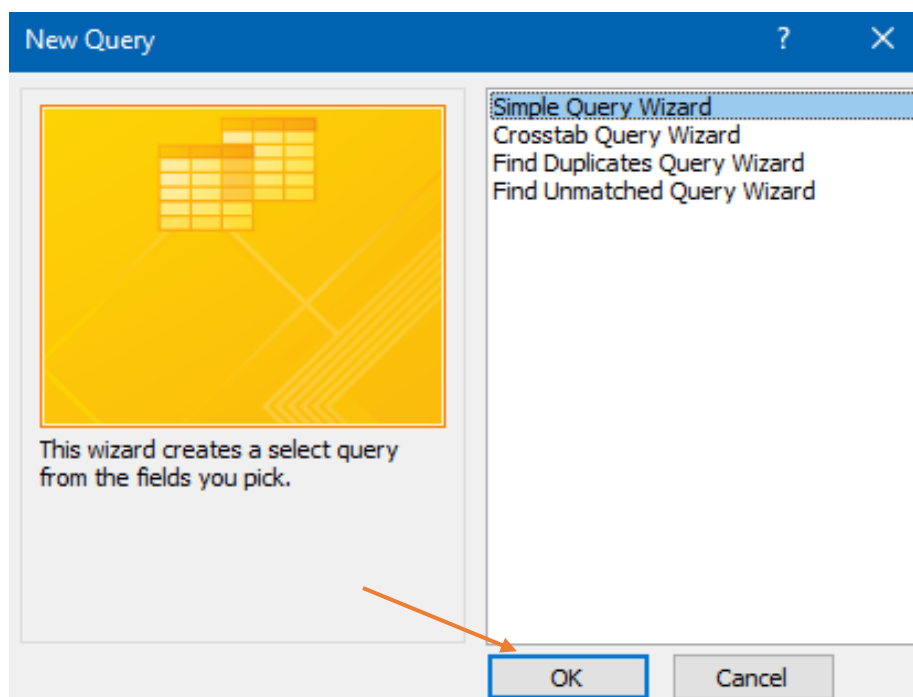 New Query
?
Simple Query Wizard
Crosstab Query Wizard
Find Duplicates Query Wizard
Find Unmatched Query Wizard
This wizard creates a select query
from the fields you pick.
OK
Cancel